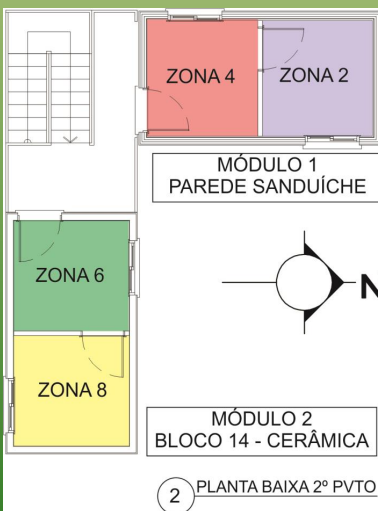 ZONA 4
ZONA 2
MÓDULO 1
PAREDE SANDUÍCHE
ZONA 6
N
ZONA 8
MÓDULO 2
BLOCO 14 - CERÂMICA
2 PLANTA BAIXA 2º PVTO